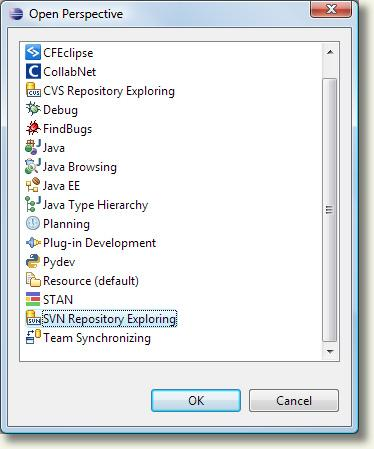 Open Perspective
CFEclipse
CollabNet
CVS Repository Exploring
Debug
FindBugs
Java
Java Browsing
Java EE
Java Type Hierarchy
Planning
Plug-in Development
Pydev
Resource (default)
STAN
SVN Repository Exploring
Team Synchronizing
OK
Cancel